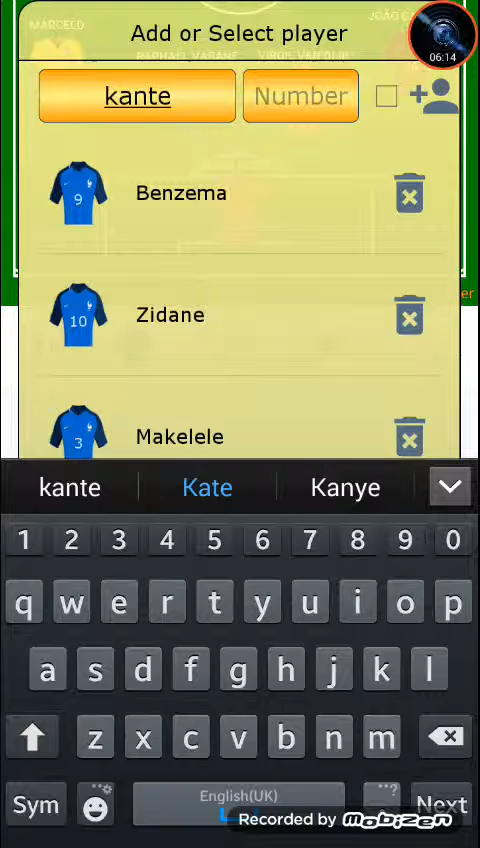 Add or Select player
MARCELO
RAPHAEL VARANE VIRGIL VAN DIJK
06:14
kante
Number
9
Benzema
er
10
Zidane
3
Makelele
kante Kate Kanye
1 2 3 4 5 6 7 8 9 0
q w e r t y u i o p
a s d f g h j k l
z x c v b n m
Sym
English(UK)
...?
Next
Recorded by Mobizen